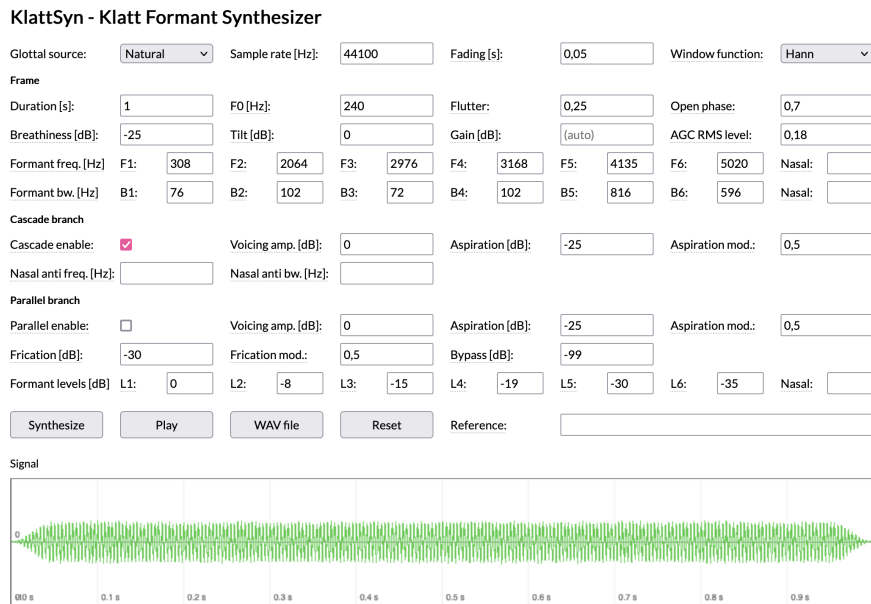 KlattSyn - Klatt Formant Synthesizer
Glottal source: Natural Sample rate [Hz]: 44100 Fading [s]: 0,05 Window function: Hann
Frame
Duration [s]: 1 F0 [Hz]: 240 Flutter: 0,25 Open phase: 0,7
Breathiness [dB]: -25 Tilt [dB]: 0 Gain [dB]: (auto) AGC RMS level: 0,18
Formant freq. [Hz] F1: 308 F2: 2064 F3: 2976 F4: 3168 F5: 4135 F6: 5020 Nasal:
Formant bw. [Hz] B1: 76 B2: 102 B3: 72 B4: 102 B5: 816 B6: 596 Nasal:
Cascade branch
Cascade enable: Voicing amp. [dB]: 0 Aspiration [dB]: -25 Aspiration mod.: 0,5
Nasal anti freq. [Hz]: Nasal anti bw. [Hz]:
Parallel branch
Parallel enable: Voicing amp. [dB]: 0 Aspiration [dB]: -25 Aspiration mod.: 0,5
Frication [dB]: -30 Frication mod.: 0,5 Bypass [dB]: -99
Formant levels [dB] L1: 0 L2: -8 L3: -15 L4: -19 L5: -30 L6: -35 Nasal:
Synthesize Play WAV file Reset Reference:
Signal
0
0.1 s 0.2 s 0.3 s 0.4 s 0.5 s 0.6 s 0.7 s 0.8 s 0.9 s